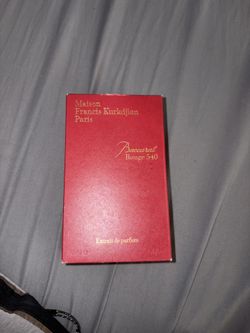 Maison
Francis Kurkdjian
Paris
Baccarat
Rouge 540
Extrait de parfum